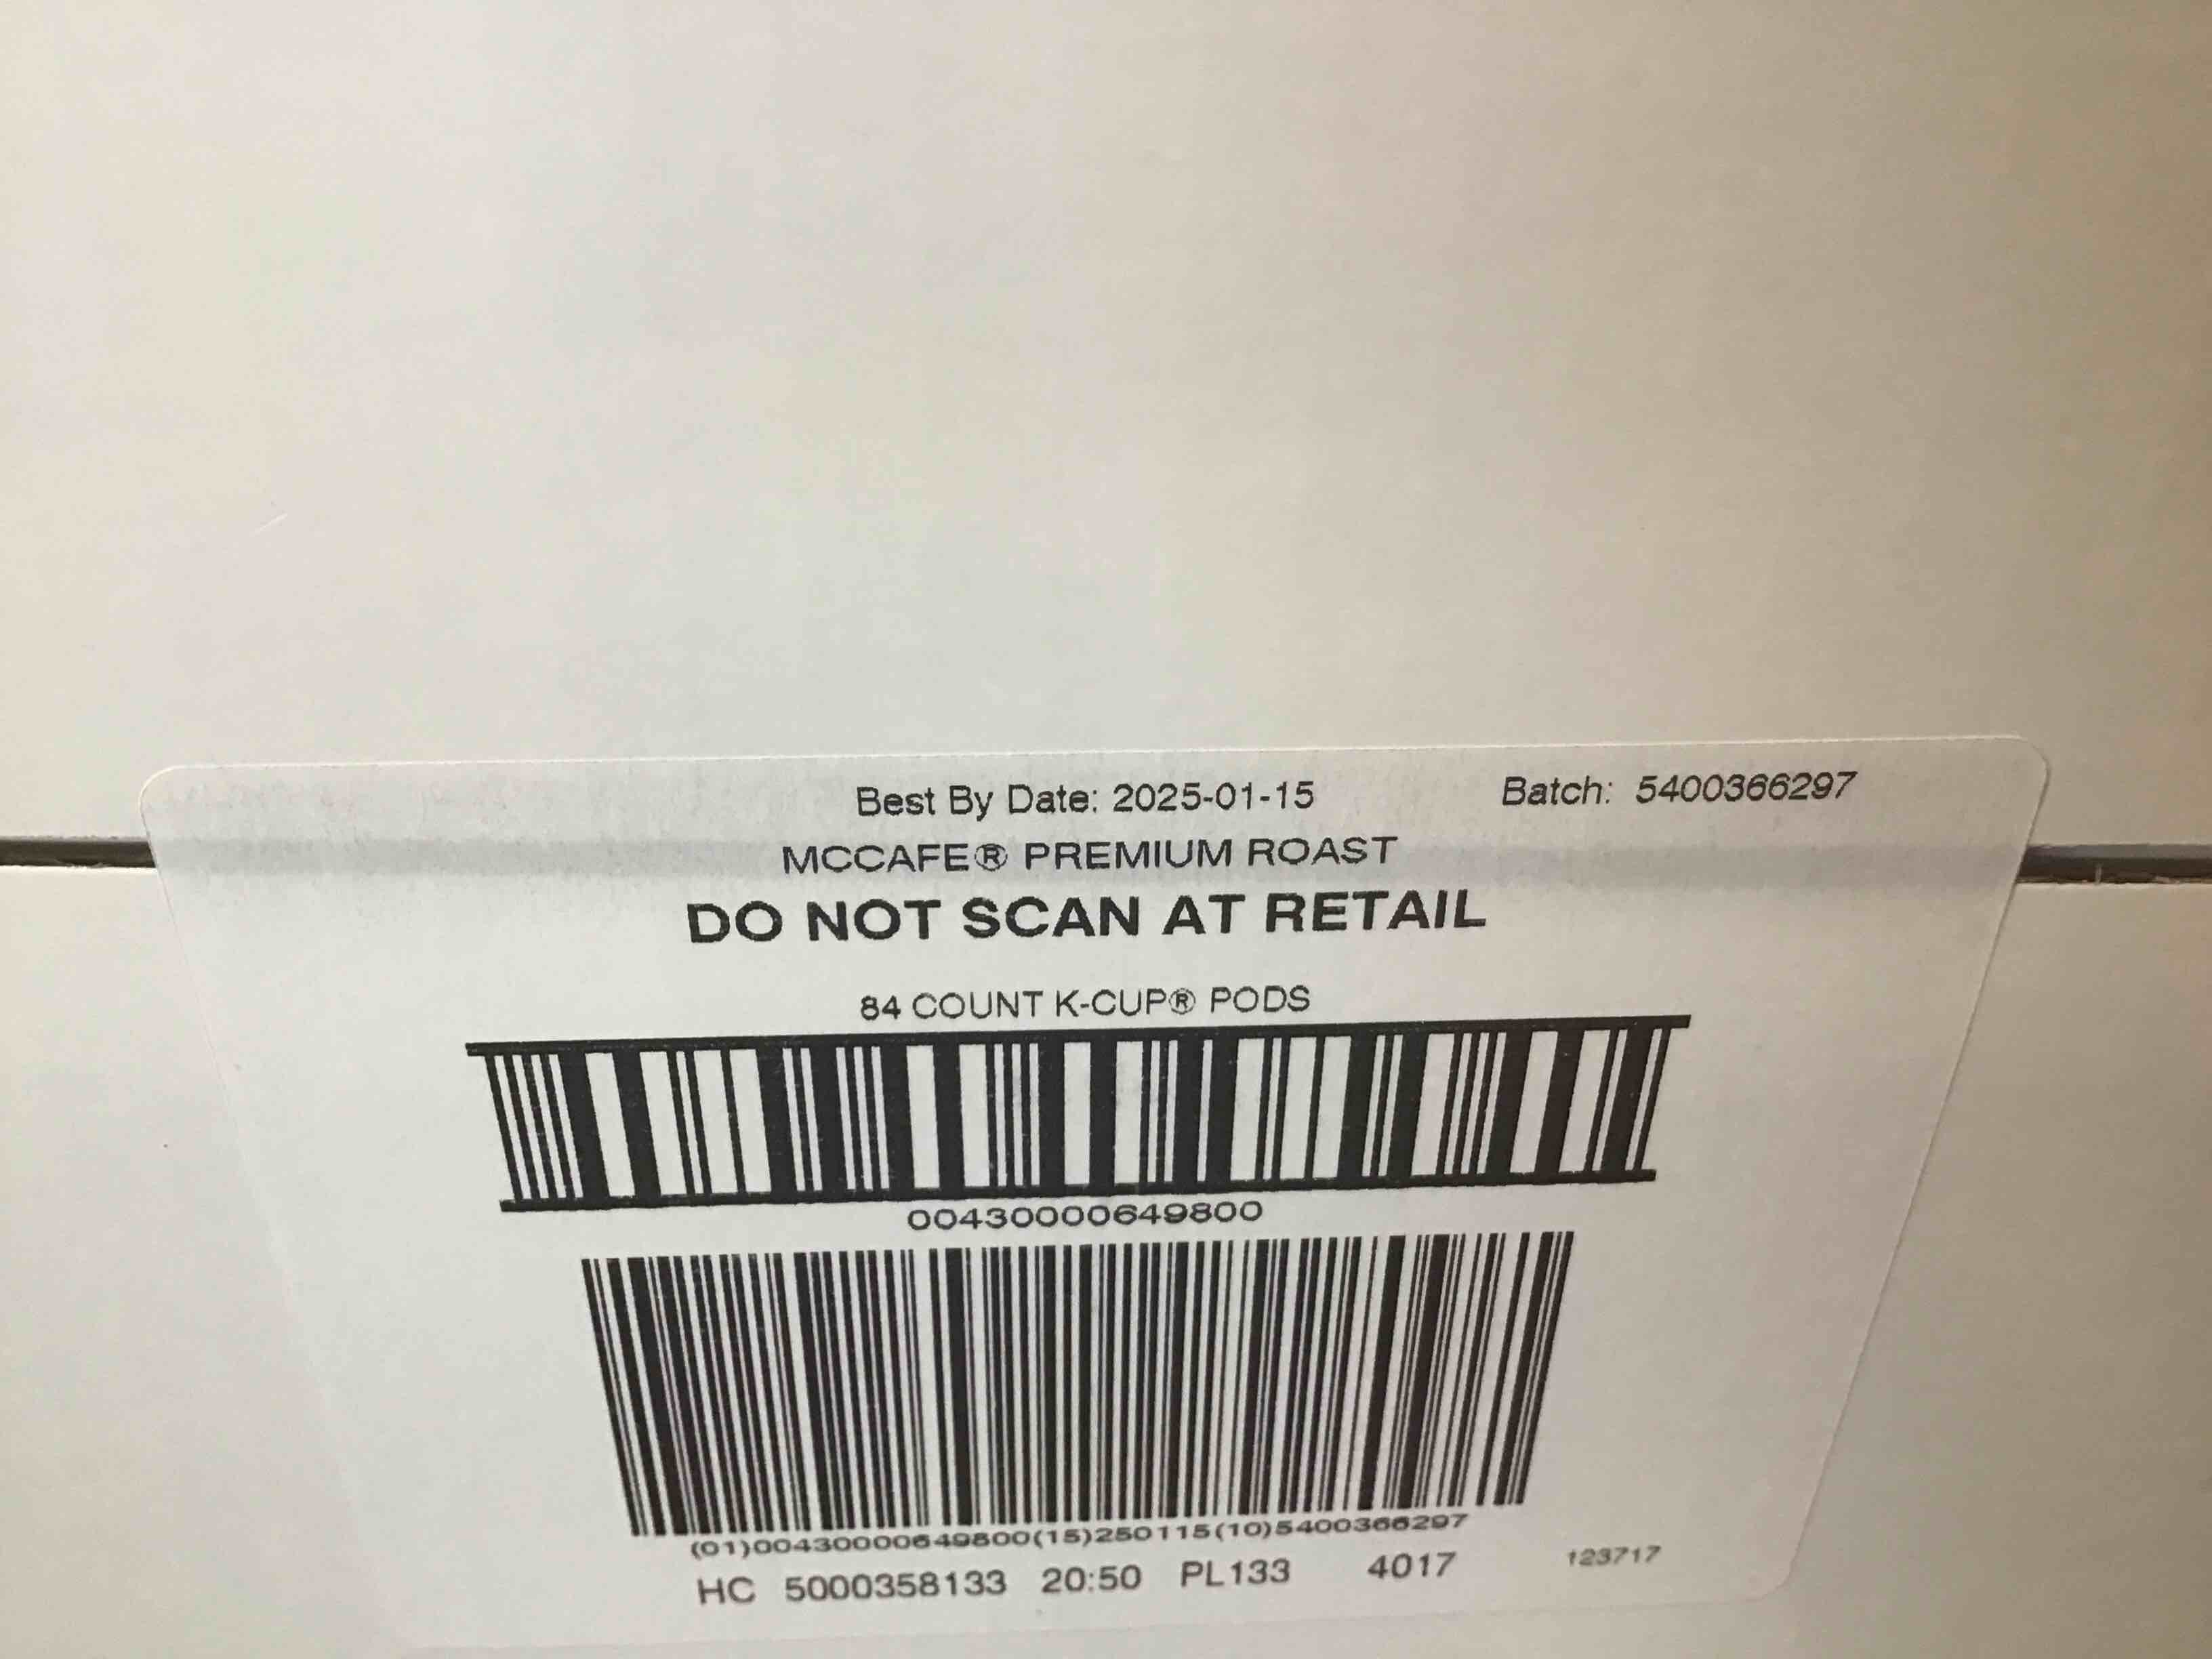 Best By Date: 2025-01-15 Batch: 5400366297
MCCAFE® PREMIUM ROAST
DO NOT SCAN AT RETAIL
84 COUNT K-CUP® PODS
00430000649800
(01)00430000649800(15)250115(10)5400366297
HC 5000358133 20:50 PL133 4017 123717